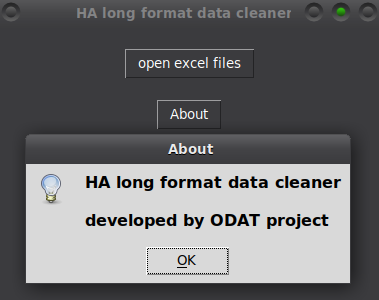 HA long format data cleaner
open excel files
About
About
HA long format data cleaner
developed by ODAT project
OK